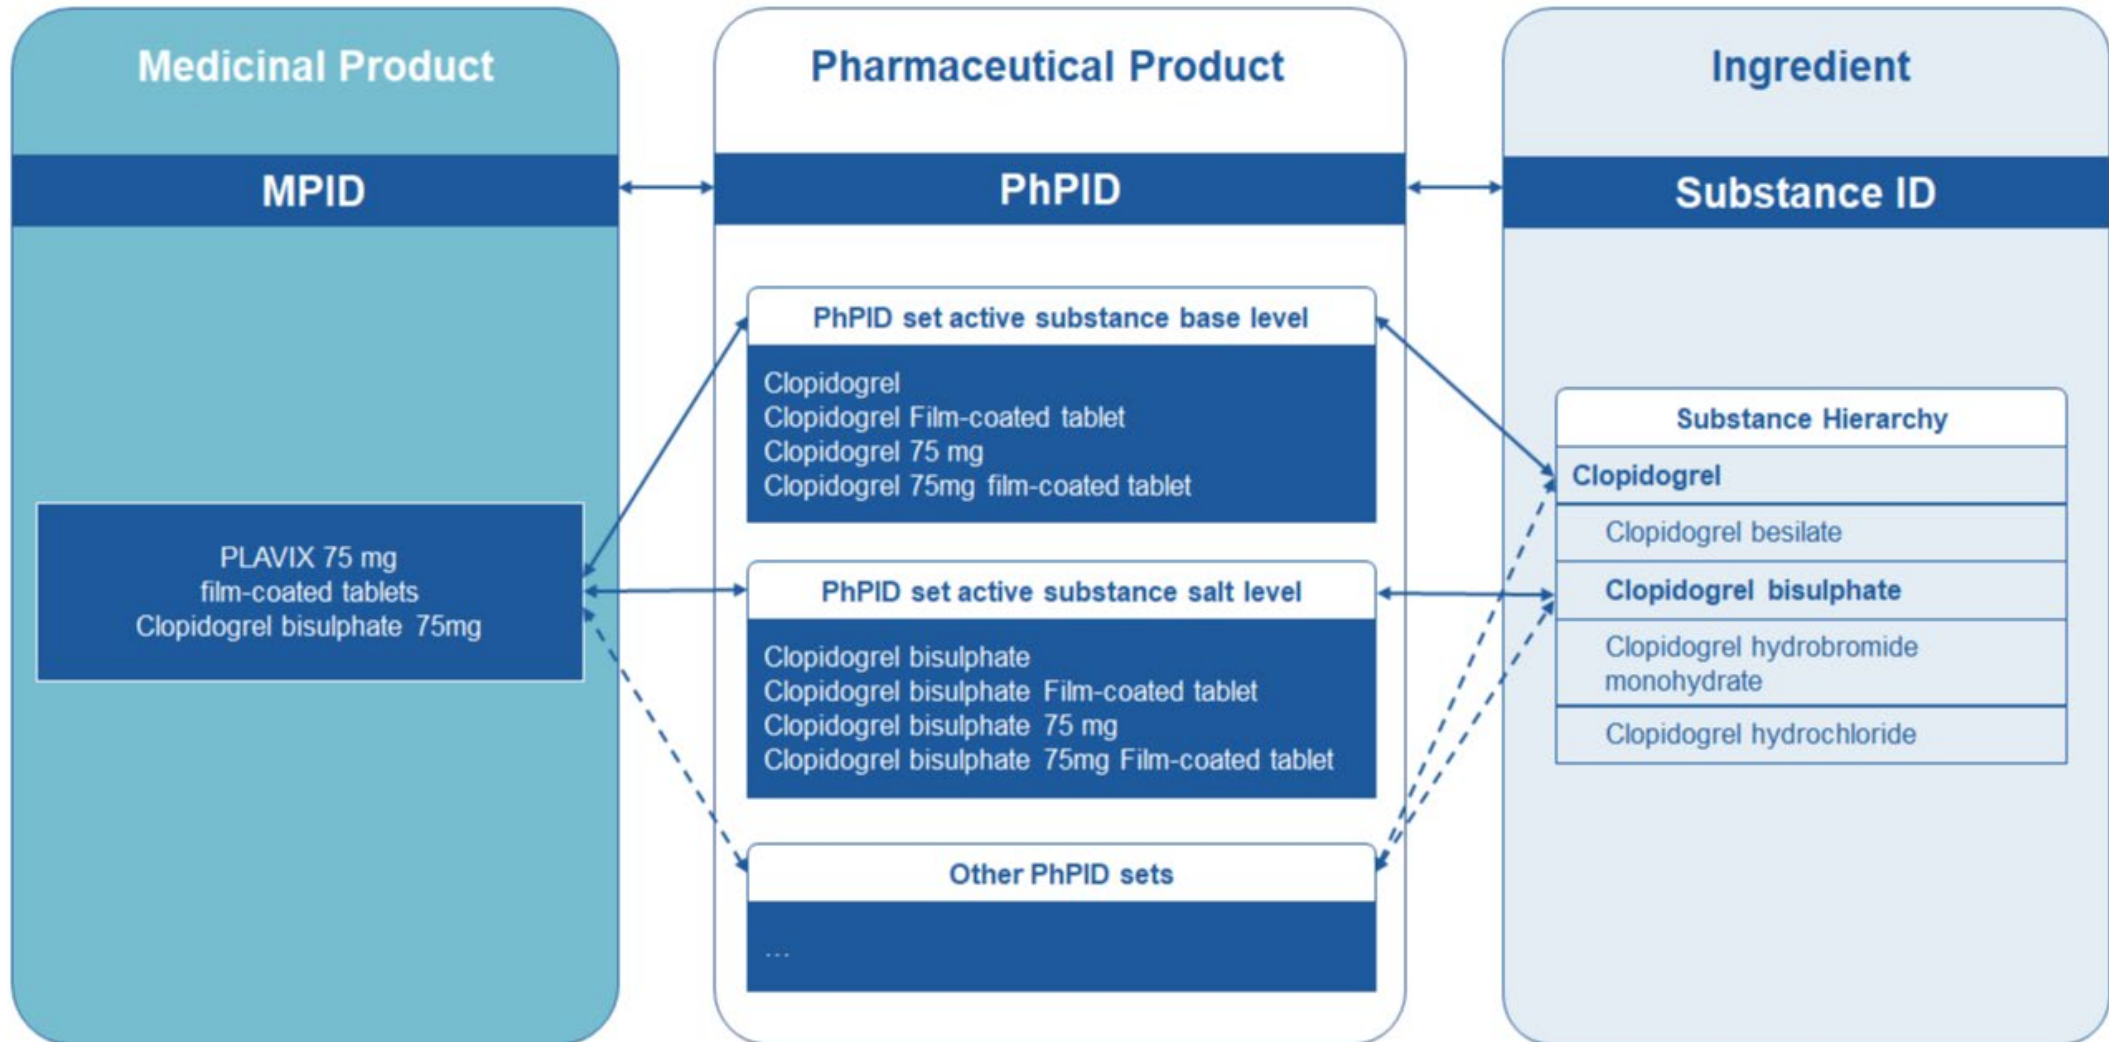 Medicinal Product
MPID
PLAVIX 75 mg
film-coated tablets
Clopidogrel bisulphate 75mg
Pharmaceutical Product
PhPID
PhPID set active substance base level
Clopidogrel
Clopidogrel Film-coated tablet
Clopidogrel 75 mg
Clopidogrel 75mg film-coated tablet
PhPID set active substance salt level
Clopidogrel bisulphate
Clopidogrel bisulphate Film-coated tablet
Clopidogrel bisulphate 75 mg
Clopidogrel bisulphate 75mg Film-coated tablet
Other PhPID sets
...
Ingredient
Substance ID
Substance Hierarchy
Clopidogrel
Clopidogrel besilate
Clopidogrel bisulphate
Clopidogrel hydrobromide
monohydrate
Clopidogrel hydrochloride